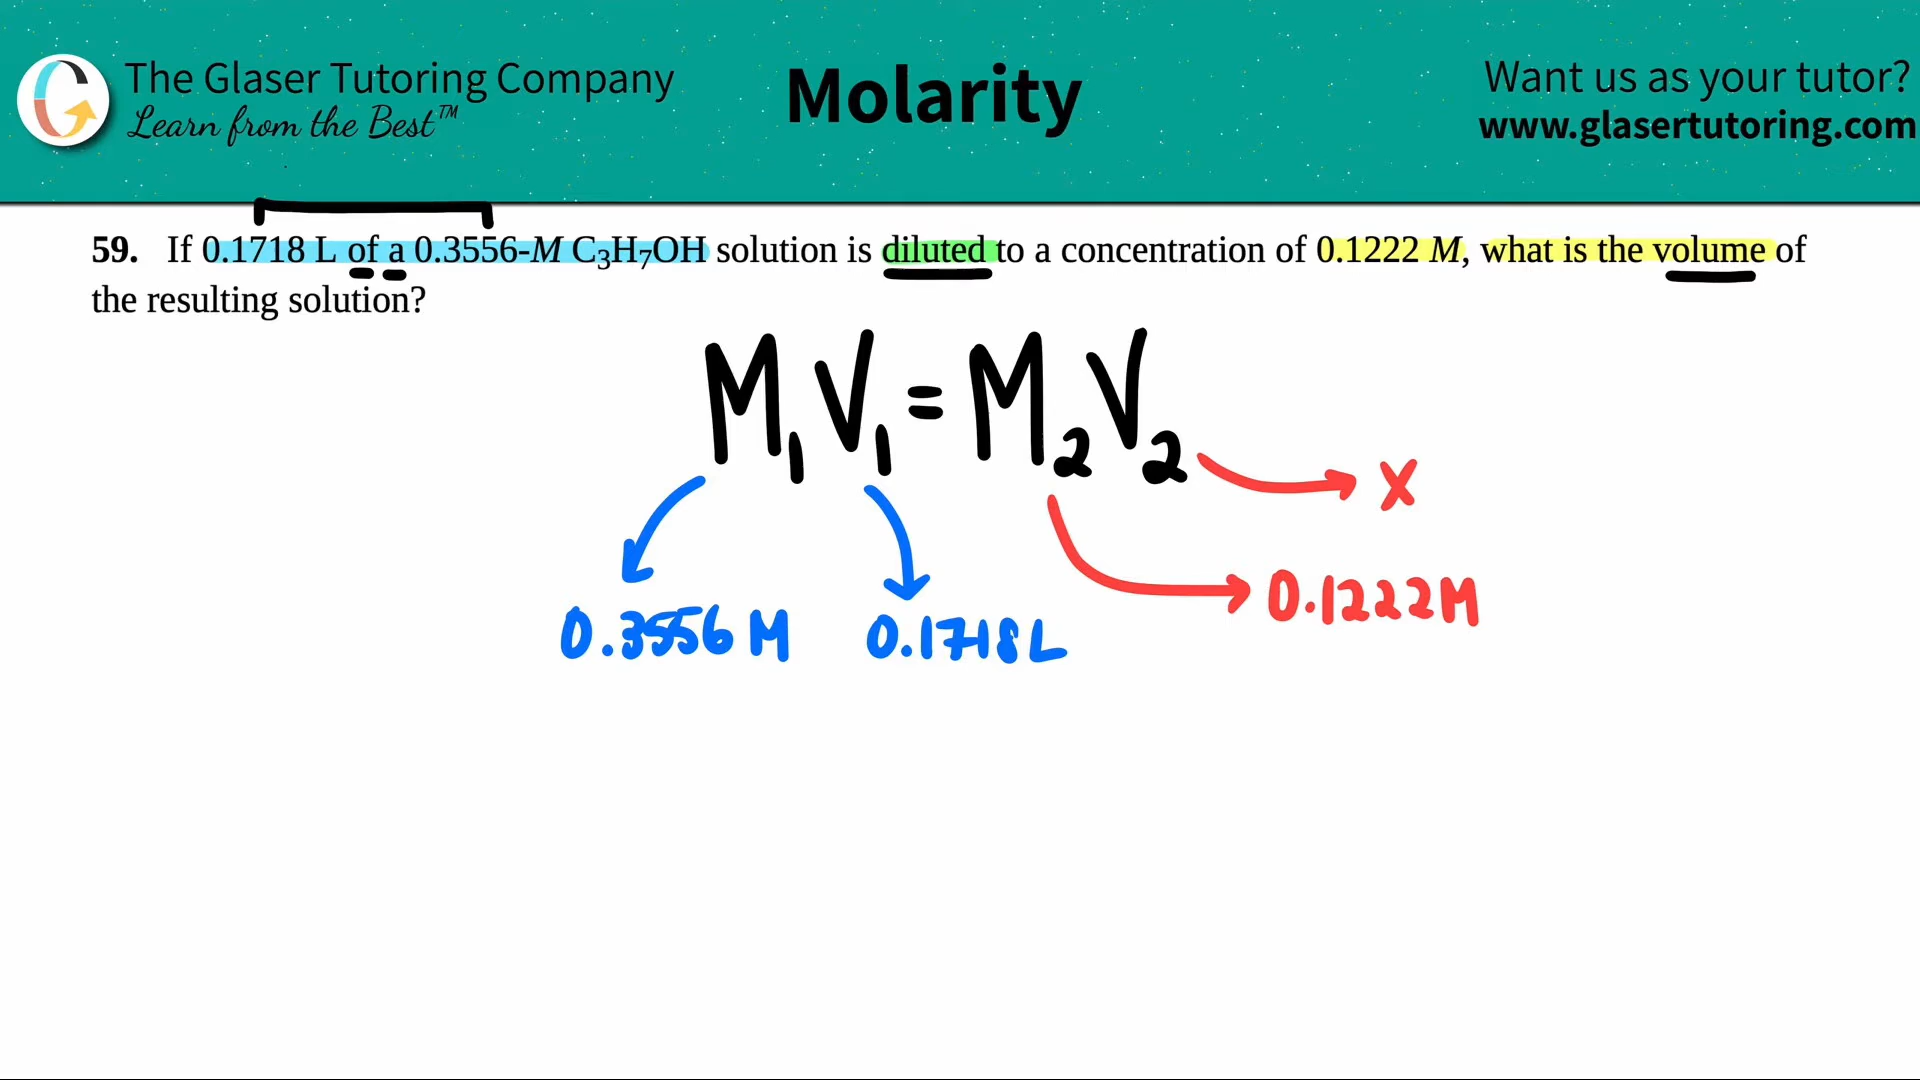 The Glaser Tutoring Company
Learn from the Best™
Molarity
Want us as your tutor?
www.glasertutoring.com
59. If 0.1718 L of a 0.3556-M C₃H₇OH solution is diluted to a concentration of 0.1222 M, what is the volume of
the resulting solution?
M₁V₁=M₂V₂
X
0.1222M
0.3556 M 0.1718L